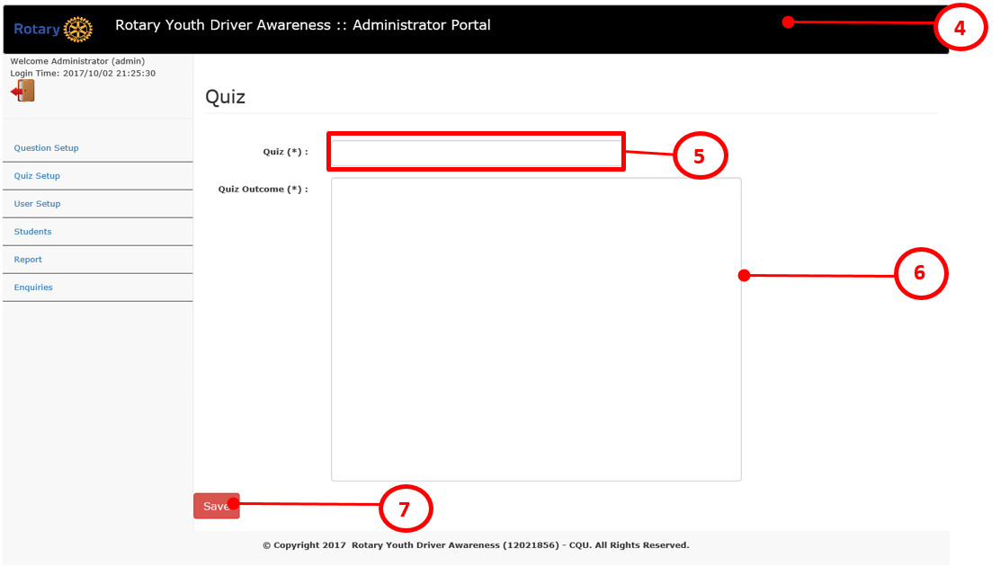 Rotary
Rotary Youth Driver Awareness :: Administrator Portal
4
Welcome Administrator (admin)
Login Time: 2017/10/02 21:25:30
Quiz
Question Setup
Quiz Setup
User Setup
Students
Report
Enquiries
Quiz (*) :
5
Quiz Outcome (*) :
6
Save
7
© Copyright 2017 Rotary Youth Driver Awareness (12021856) - CQU. All Rights Reserved.